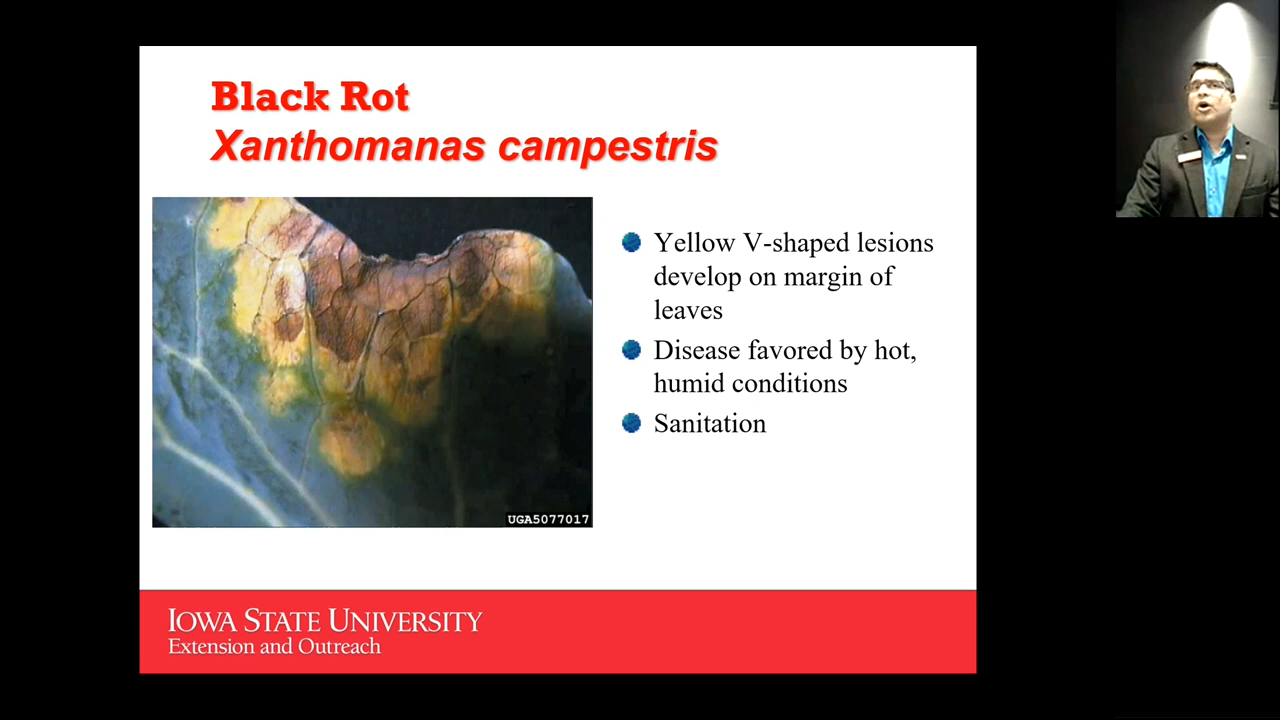 Black Rot
Xanthomanas campestris
Yellow V-shaped lesions
develop on margin of
leaves
Disease favored by hot,
humid conditions
Sanitation
UGA5077017
IOWA STATE UNIVERSITY
Extension and Outreach